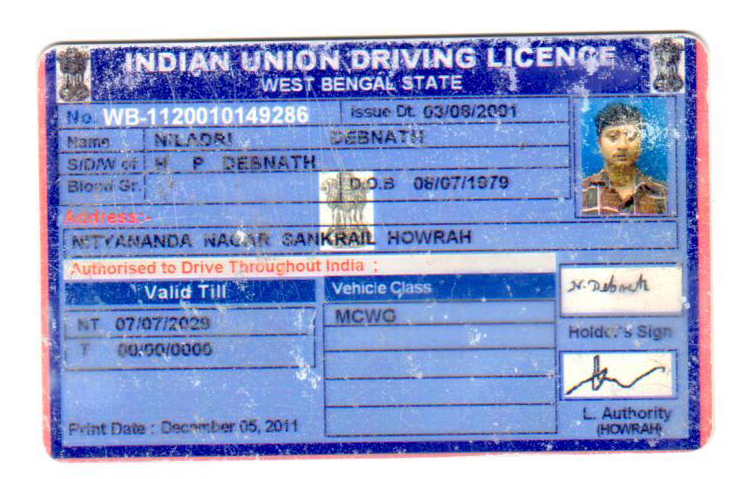 INDIAN UNION DRIVING LICENCE
WEST BENGAL STATE
No. WB-1120010149286 Issue Dt. 03/08/2001
Name NILADRI DEBNATH
S/D/W of H P DEBNATH
Blood Gr. D.O.B 08/07/1979
Address:-
NITYANANDA NAGAR SANKRAIL HOWRAH
Authorised to Drive Throughout India ;
Valid Till Vehicle Class
NT 07/07/2029 MCWG
T 00/00/0000
N. Debnath
Holder's Sign
L. Authority
(HOWRAH)
Print Date : December 05, 2011